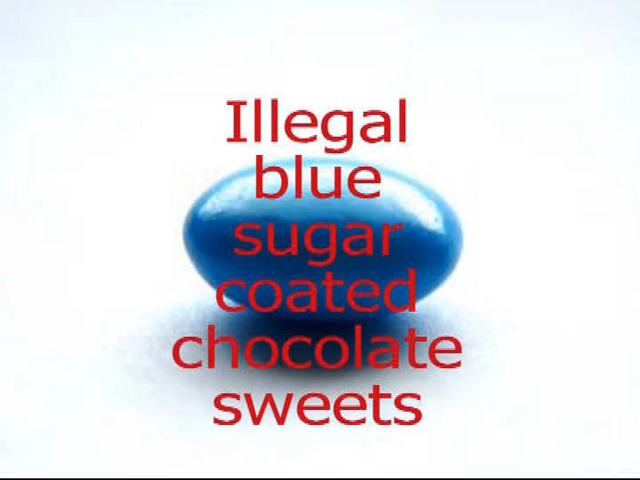 Illegal
blue
sugar
coated
chocolate
sweets